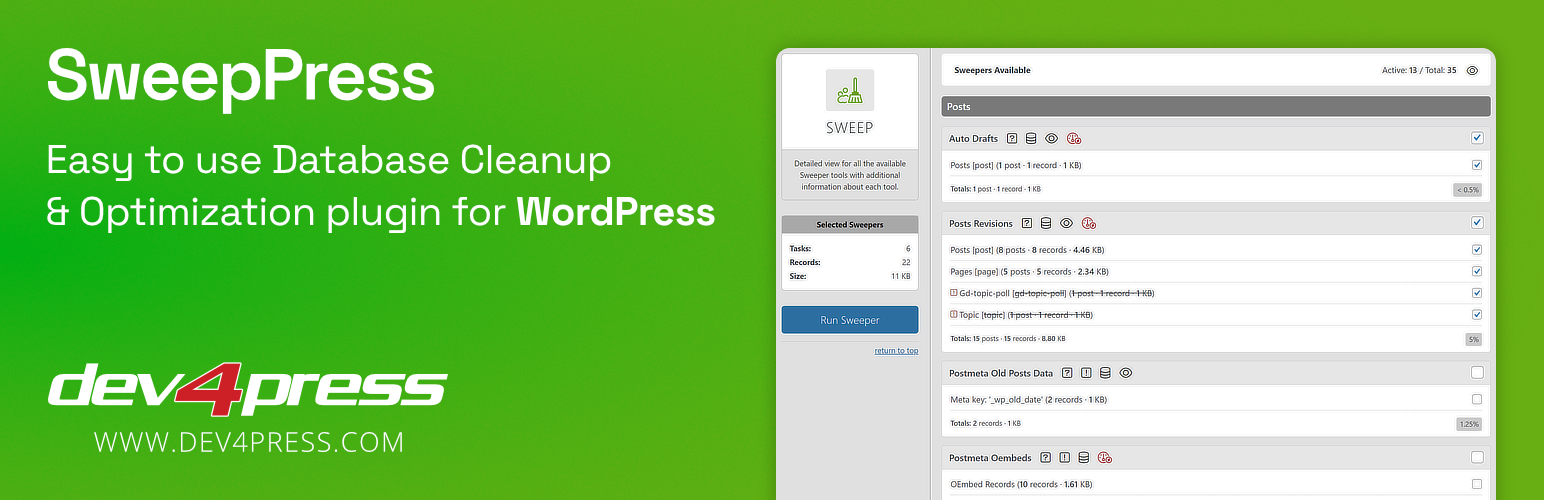 SweepPress
Easy to use Database Cleanup
& Optimization plugin for WordPress
dev4press
WWW.DEV4PRESS.COM
SWEEP
Detailed view for all the available
Sweeper tools with additional
information about each tool.
Selected Sweepers
Tasks: 6
Records: 22
Size: 11 KB
Run Sweeper
return to top
Sweepers Available Active: 13 / Total: 35
Posts
Auto Drafts
Posts [post] (1 post · 1 record · 1 KB)
Totals: 1 post · 1 record · 1 KB < 0.5%
Posts Revisions
Posts [post] (8 posts · 8 records · 4.46 KB)
Pages [page] (5 posts · 5 records · 2.34 KB)
Gd-topic-poll [gd-topic-poll] (1 post · 1 record · 1 KB)
Topic [topic] (1 post · 1 record · 1 KB)
Totals: 15 posts · 15 records · 8.80 KB 5%
Postmeta Old Posts Data
Meta key: '_wp_old_date' (2 records · 1 KB)
Totals: 2 records · 1 KB 1.25%
Postmeta Oembeds
OEmbed Records (10 records · 1.61 KB)